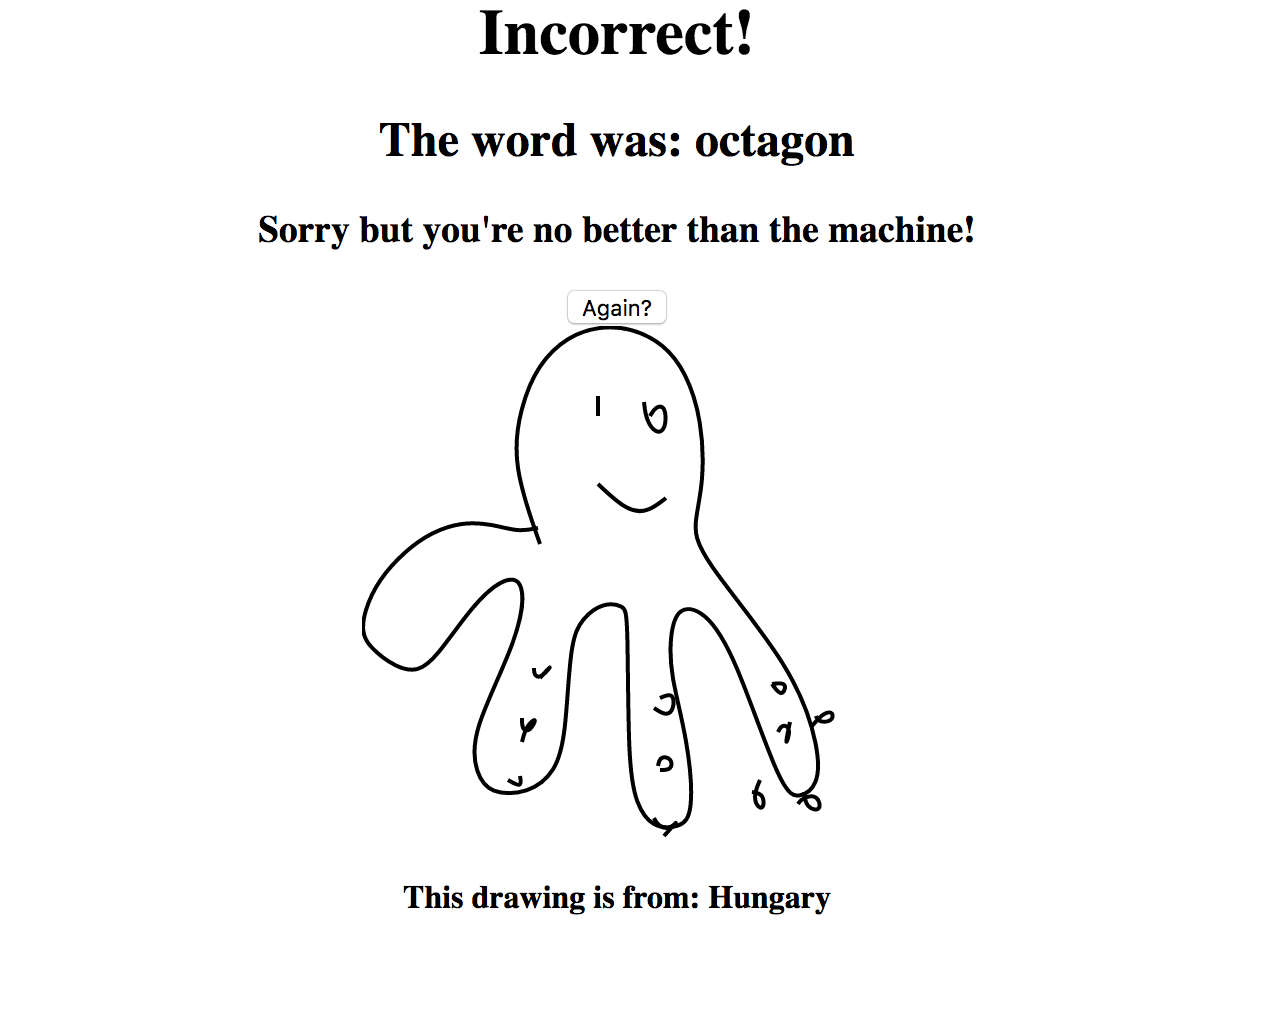 Incorrect!
The word was: octagon
Sorry but you're no better than the machine!
Again?
This drawing is from: Hungary